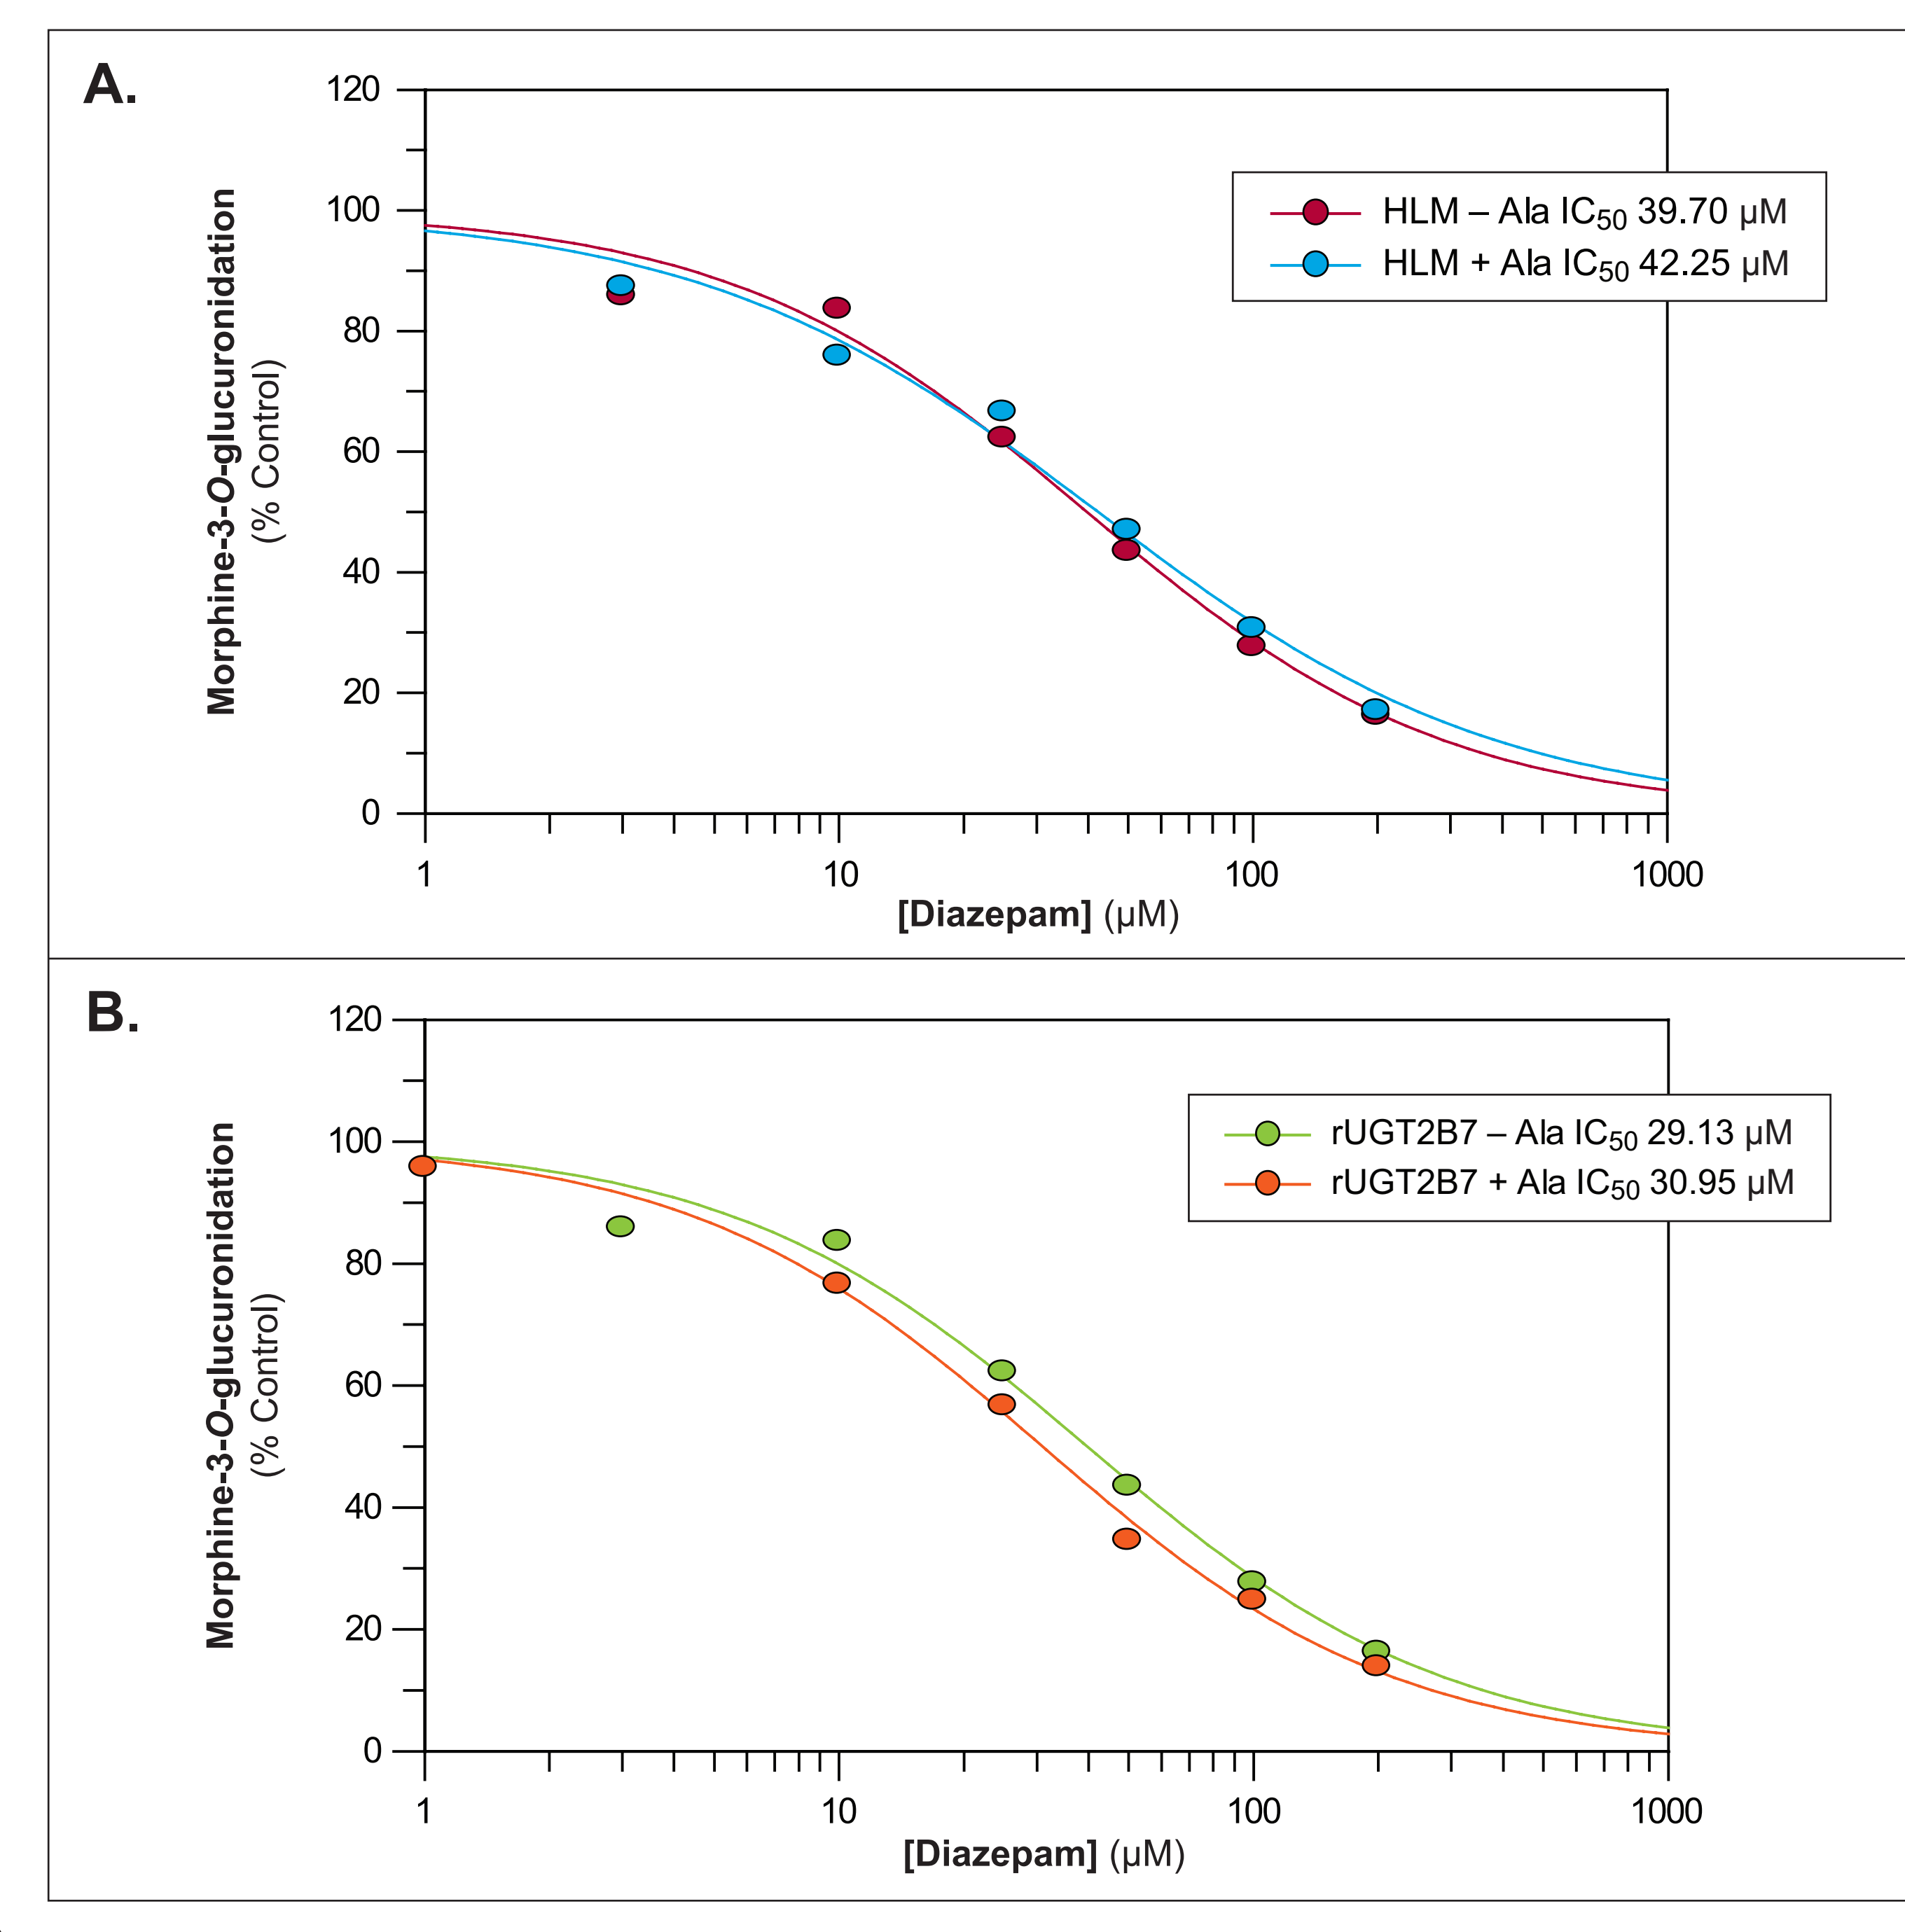 A.
120
100
80
60
40
20
0
Morphine-3-O-glucuronidation
(% Control)
HLM – Ala IC50 39.70 µM
HLM + Ala IC50 42.25 µM
1 10 100 1000
[Diazepam] (µM)
B.
120
100
80
60
40
20
0
Morphine-3-O-glucuronidation
(% Control)
rUGT2B7 – Ala IC50 29.13 µM
rUGT2B7 + Ala IC50 30.95 µM
1 10 100 1000
[Diazepam] (µM)